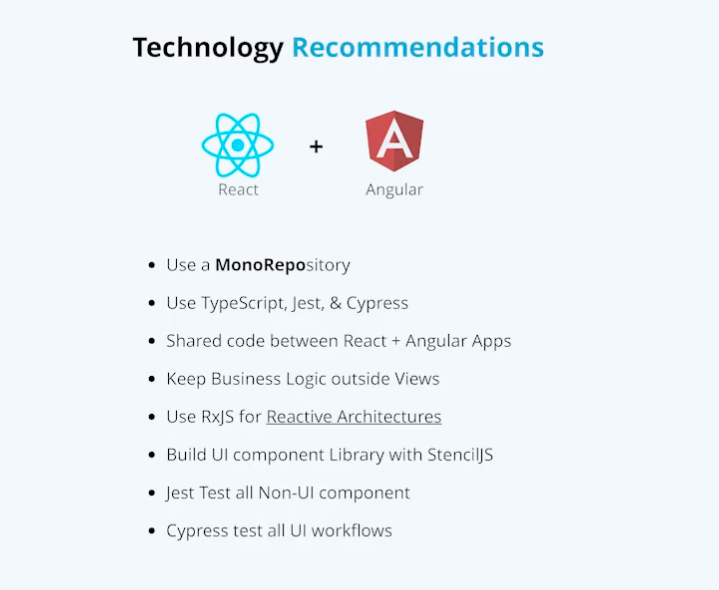 Technology Recommendations
+
React
Angular
• Use a MonoRepository
• Use TypeScript, Jest, & Cypress
• Shared code between React + Angular Apps
• Keep Business Logic outside Views
• Use RxJS for Reactive Architectures
• Build UI component Library with StencilJS
• Jest Test all Non-UI component
• Cypress test all UI workflows